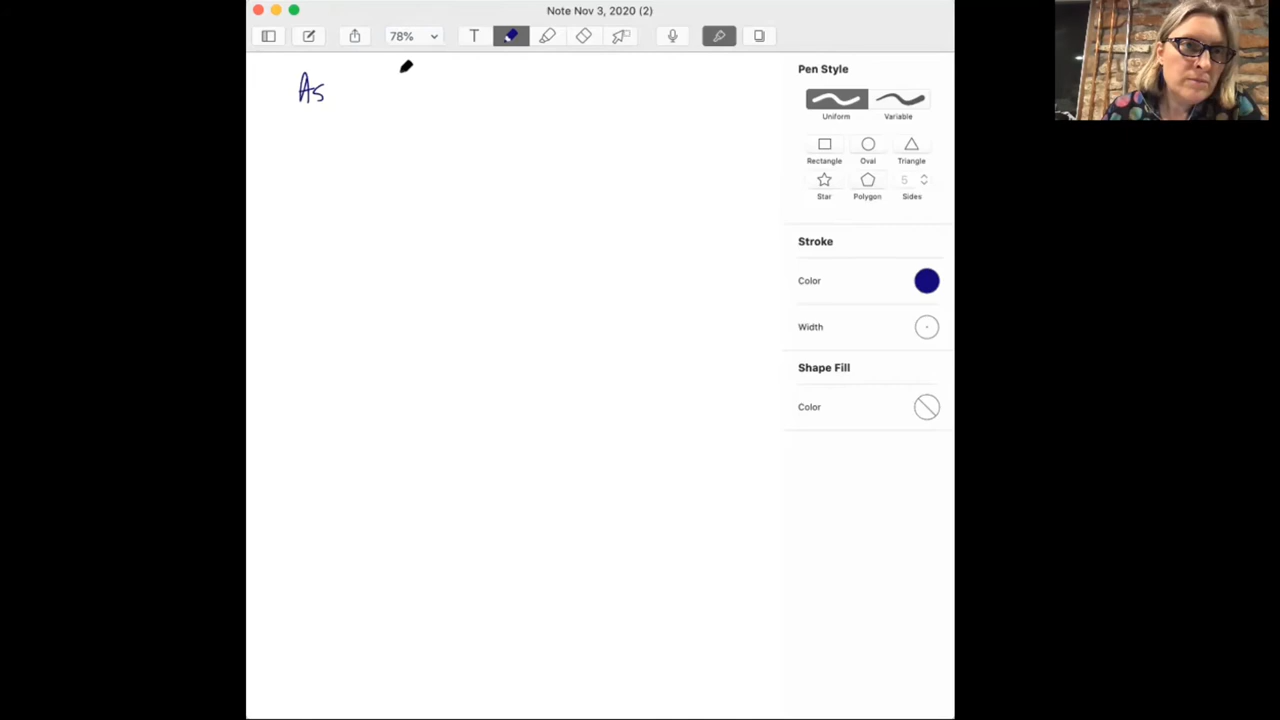 Note Nov 3, 2020 (2)
78%
T
As
Pen Style
Uniform Variable
Rectangle Oval Triangle
5
Star Polygon Sides
Stroke
Color
Width
Shape Fill
Color